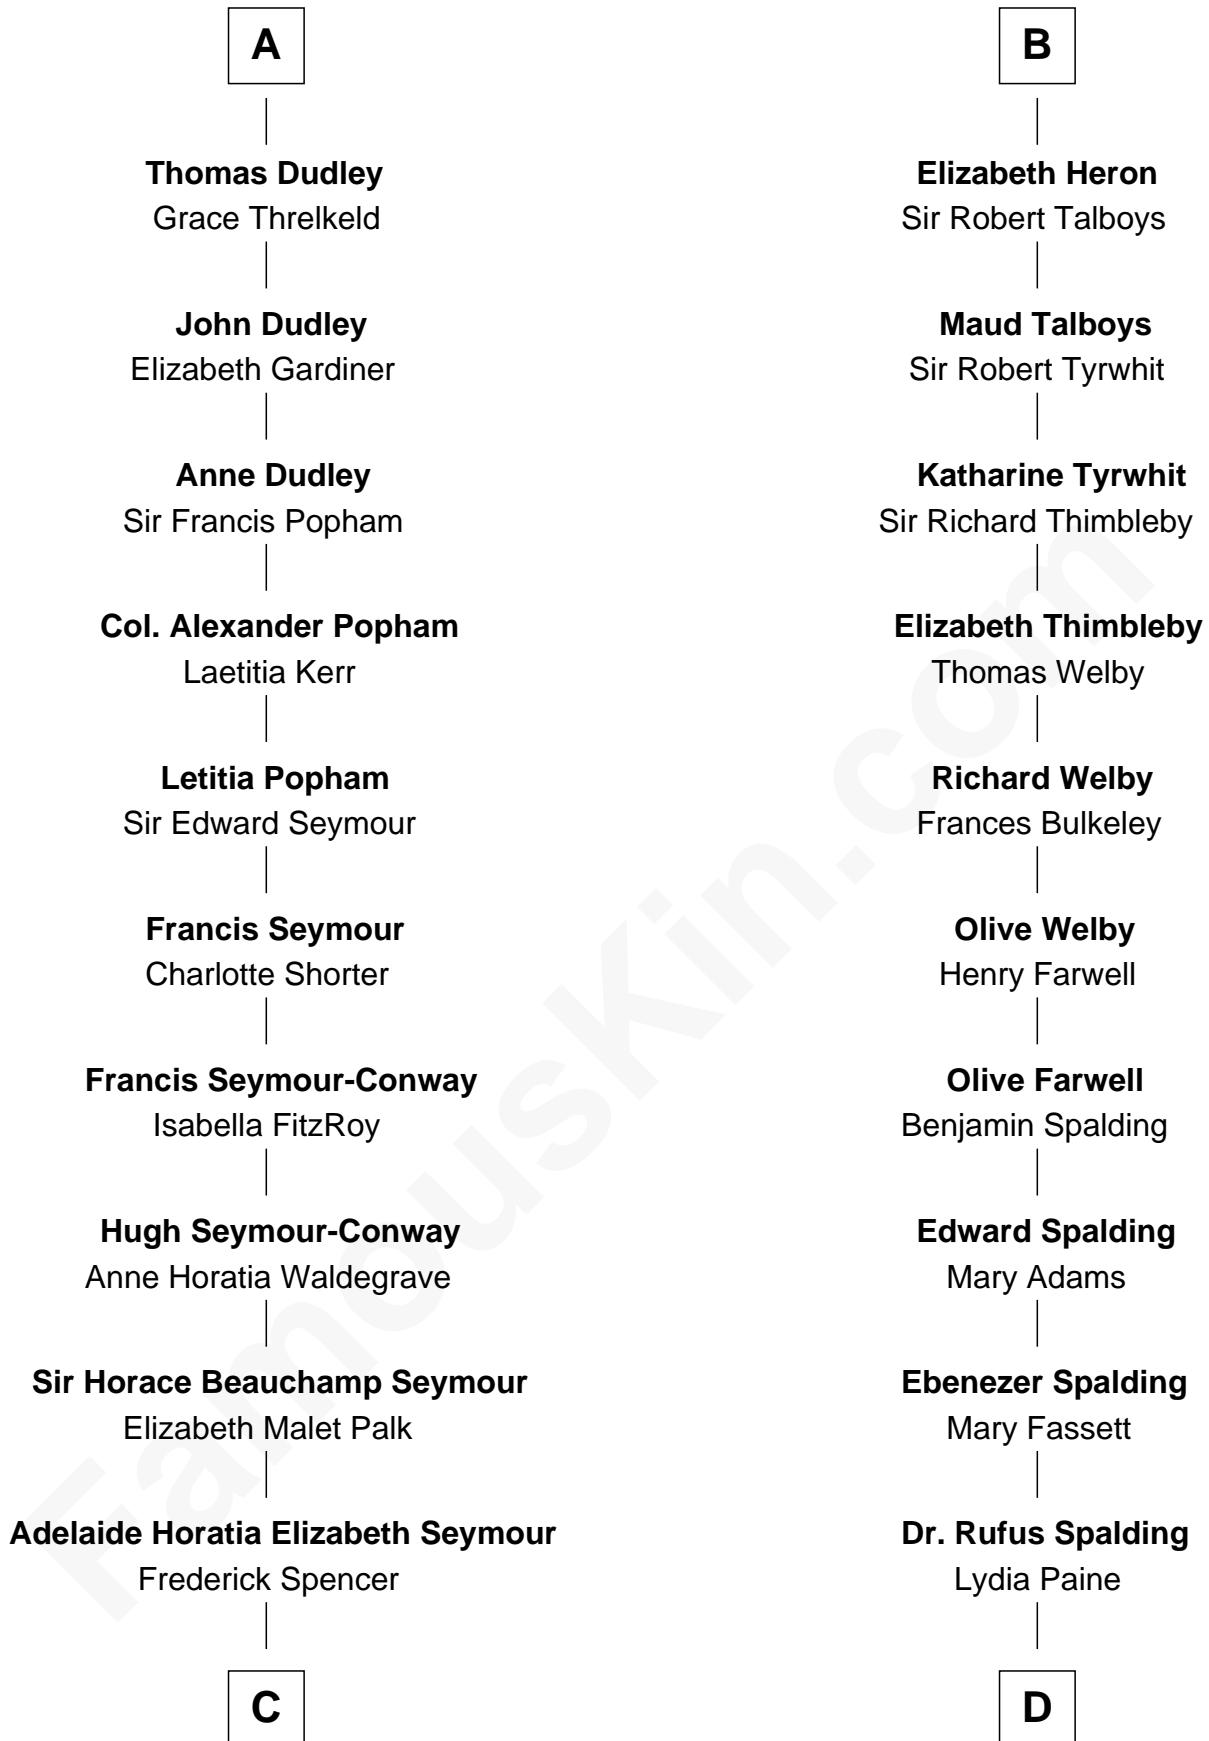 A
Thomas Dudley
Grace Threlkeld
John Dudley
Elizabeth Gardiner
Anne Dudley
Sir Francis Popham
Col. Alexander Popham
Laetitia Kerr
Letitia Popham
Sir Edward Seymour
Francis Seymour
Charlotte Shorter
Francis Seymour-Conway
Isabella FitzRoy
Hugh Seymour-Conway
Anne Horatia Waldegrave
Sir Horace Beauchamp Seymour
Elizabeth Malet Palk
Adelaide Horatia Elizabeth Seymour
Frederick Spencer
C
B
Elizabeth Heron
Sir Robert Talboys
Maud Talboys
Sir Robert Tyrwhit
Katharine Tyrwhit
Sir Richard Thimbleby
Elizabeth Thimbleby
Thomas Welby
Richard Welby
Frances Bulkeley
Olive Welby
Henry Farwell
Olive Farwell
Benjamin Spalding
Edward Spalding
Mary Adams
Ebenezer Spalding
Mary Fassett
Dr. Rufus Spalding
Lydia Paine
D
FamousKin.com